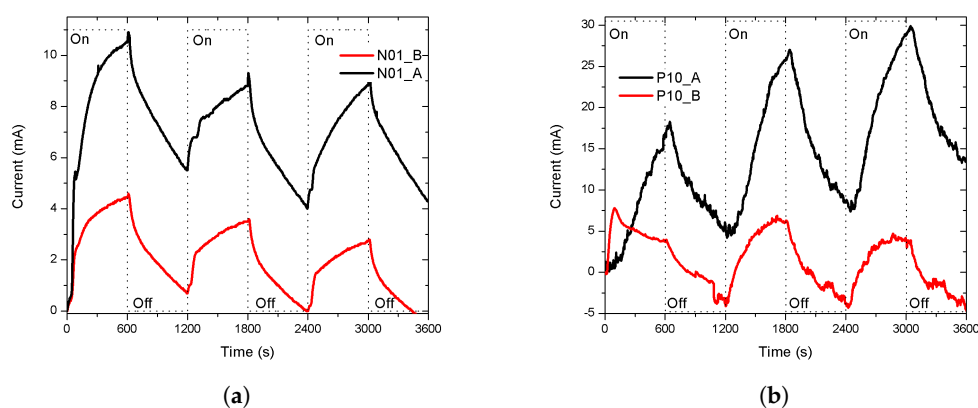 On On On
N01_B
N01_A
Current (mA)
10
8
6
4
2
0
Off Off Off
0 600 1200 1800 2400 3000 3600
Time (s)
(a)
On On On
P10_A
P10_B
Current (mA)
30
25
20
15
10
5
0
-5
Off Off Off
0 600 1200 1800 2400 3000 3600
Time (s)
(b)